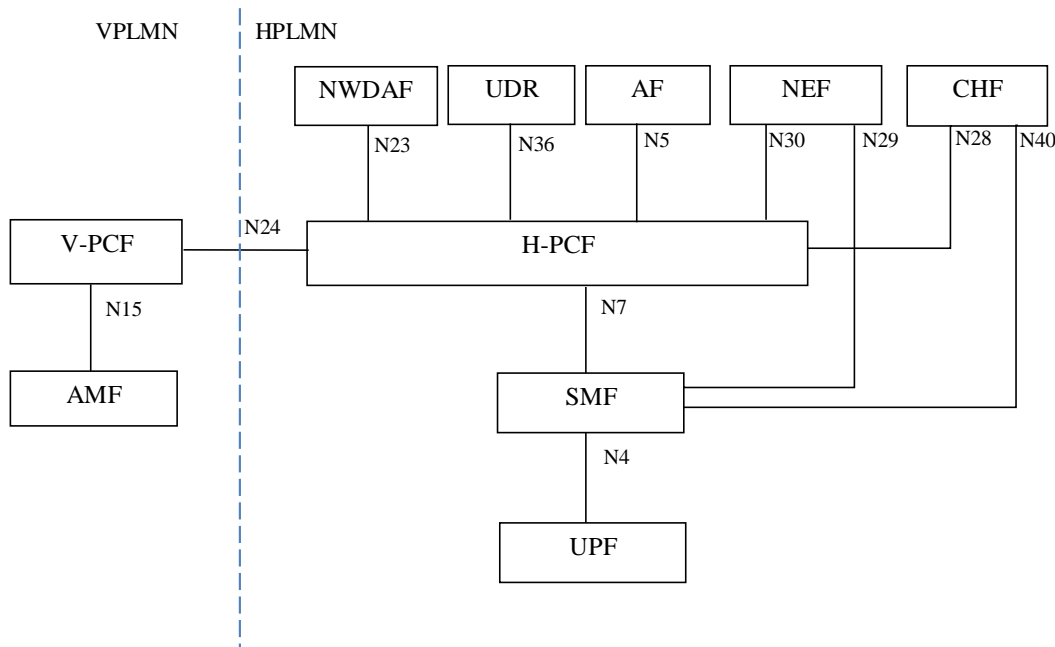 VPLMN
HPLMN
NWDAF
UDR
AF
NEF
CHF
N23
N36
N5
N30
N29
N28
N40
N24
V-PCF
H-PCF
N15
N7
AMF
SMF
N4
UPF